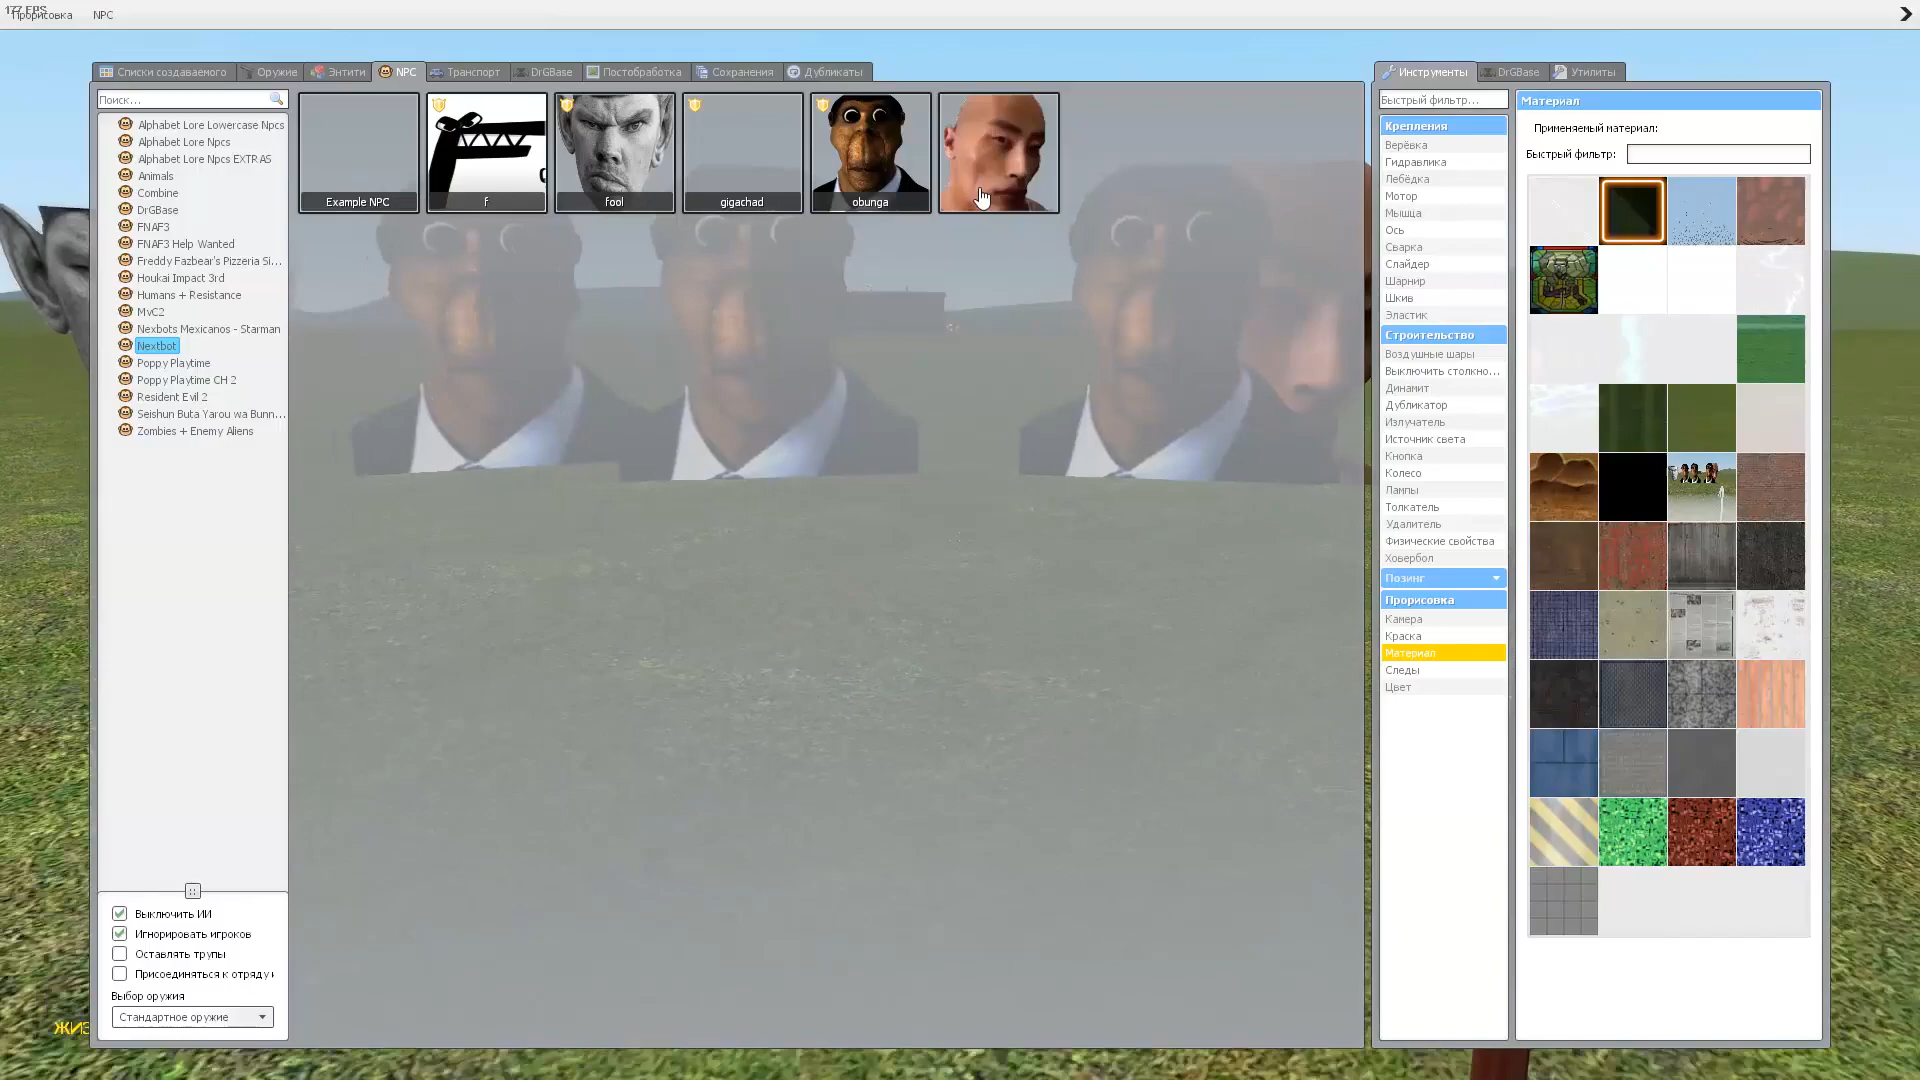 177 FPS
Прорисовка
NPC
Списки создаваемого
Оружие
Энтити
NPC
Транспорт
DrGBase
Постобработка
Сохранения
Дубликаты
Поиск...
Alphabet Lore Lowercase Npcs
Alphabet Lore Npcs
Alphabet Lore Npcs EXTRAS
Animals
Combine
DrGBase
FNAF3
FNAF3 Help Wanted
Freddy Fazbear's Pizzeria Si...
Houkai Impact 3rd
Humans + Resistance
MvC2
Nexbots Mexicanos - Starman
Nextbot
Poppy Playtime
Poppy Playtime CH 2
Resident Evil 2
Seishun Buta Yarou wa Bunn...
Zombies + Enemy Aliens
Example NPC
f
fool
gigachad
obunga
Выключить ИИ
Игнорировать игроков
Оставлять трупы
Присоединяться к отряду
Выбор оружия
Стандартное оружие
Инструменты
DrGBase
Утилиты
Быстрый фильтр...
Крепления
Верёвка
Гидравлика
Лебёдка
Мотор
Мышца
Ось
Сварка
Слайдер
Шарнир
Шкив
Эластик
Строительство
Воздушные шары
Выключить столкно...
Динамит
Дубликатор
Излучатель
Источник света
Кнопка
Колесо
Лампы
Толкатель
Удалитель
Физические свойства
Ховербол
Позинг
Прорисовка
Камера
Краска
Материал
Следы
Цвет
Материал
Применяемый материал:
Быстрый фильтр: